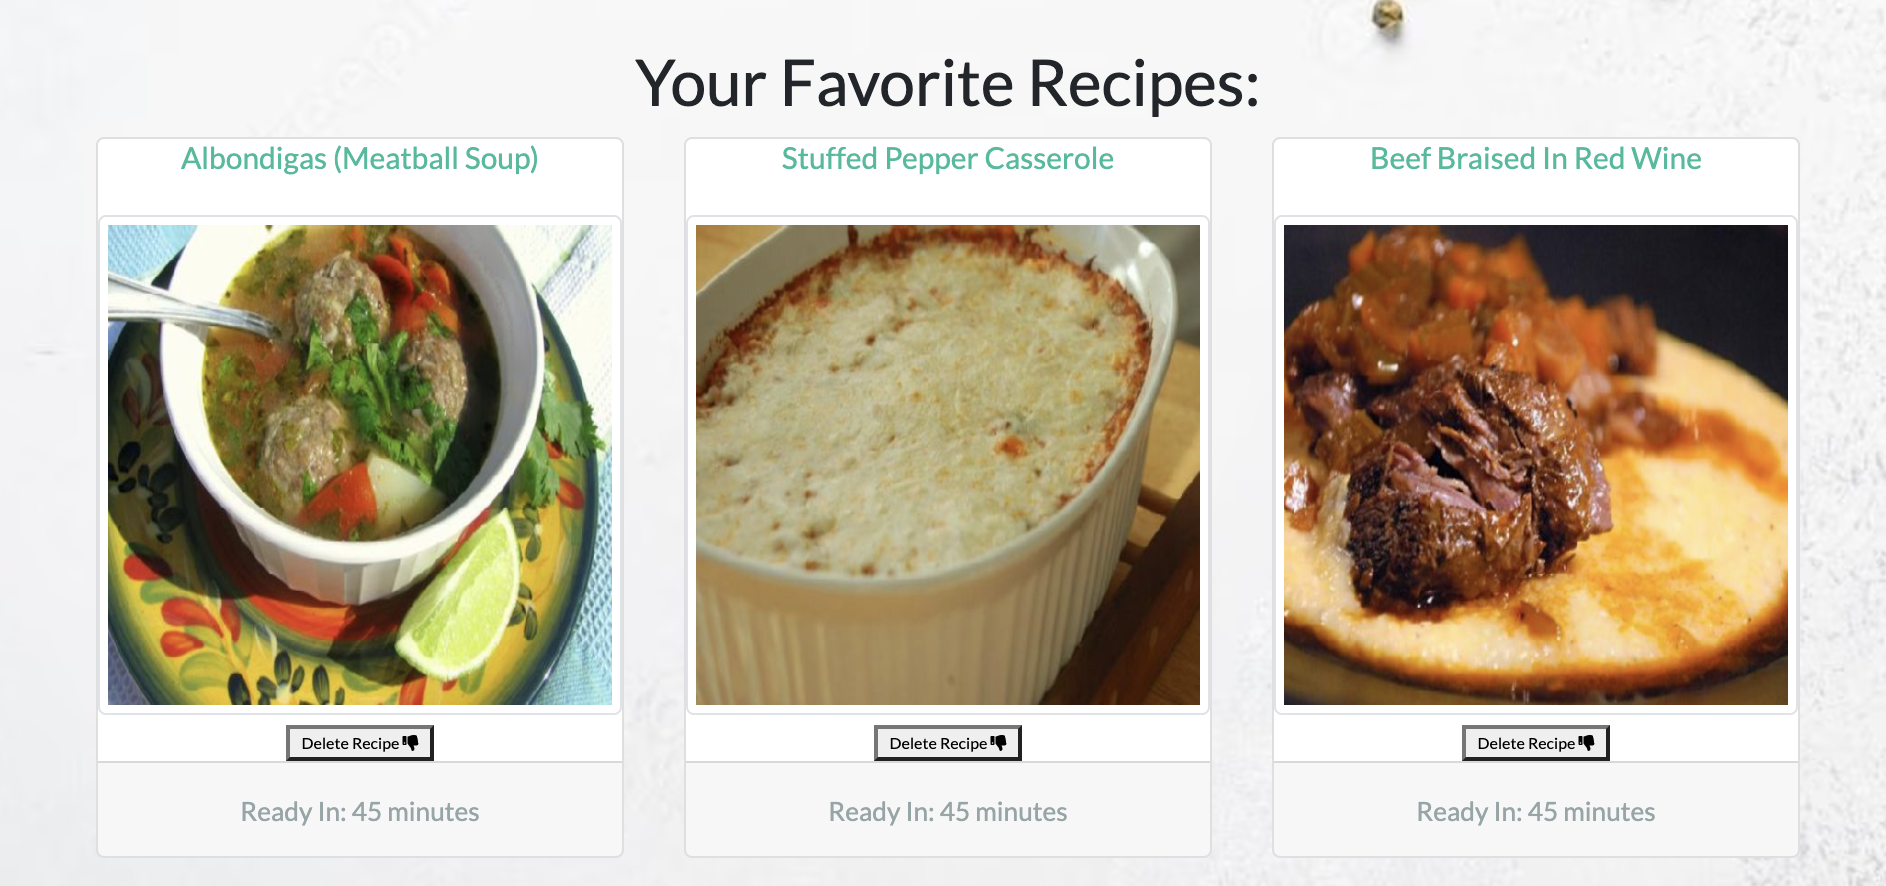 Your Favorite Recipes:
Albondigas (Meatball Soup)
Stuffed Pepper Casserole
Beef Braised In Red Wine
Delete Recipe
Delete Recipe
Delete Recipe
Ready In: 45 minutes
Ready In: 45 minutes
Ready In: 45 minutes